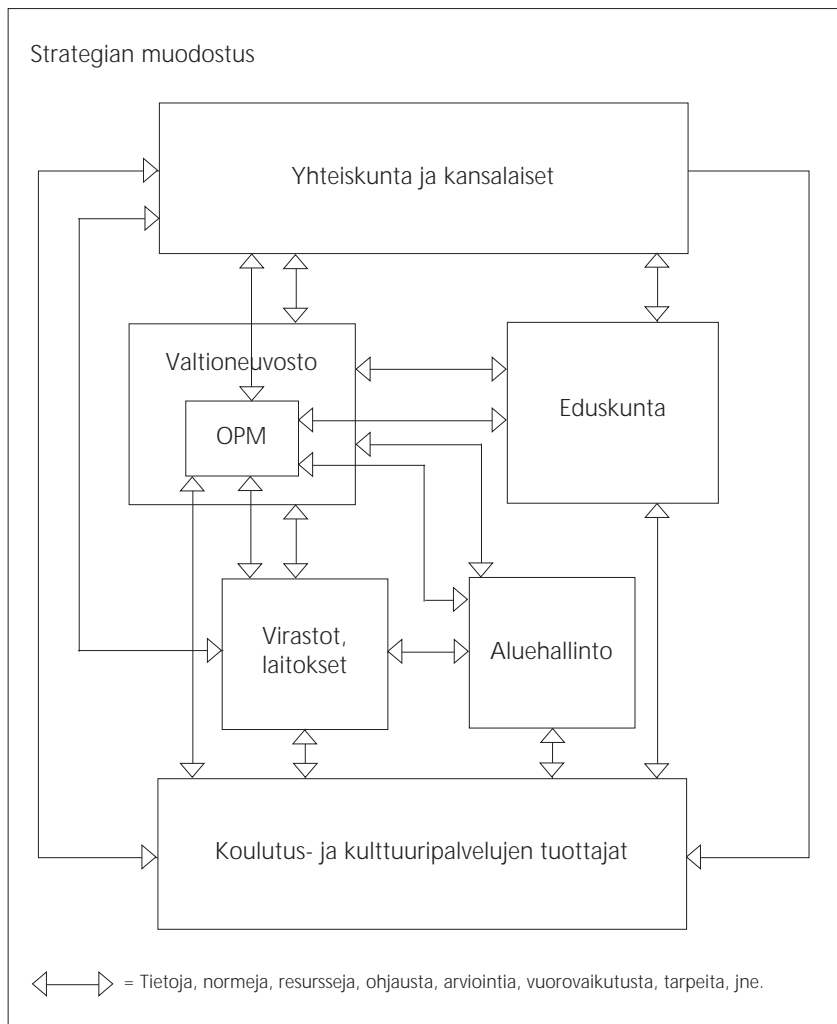 Strategian muodostus
Yhteiskunta ja kansalaiset
Valtioneuvosto
OPM
Eduskunta
Virastot,
laitokset
Aluehallinto
Koulutus- ja kulttuuripalvelujen tuottajat
= Tietoja, normeja, resursseja, ohjausta, arviointia, vuorovaikutusta, tarpeita, jne.